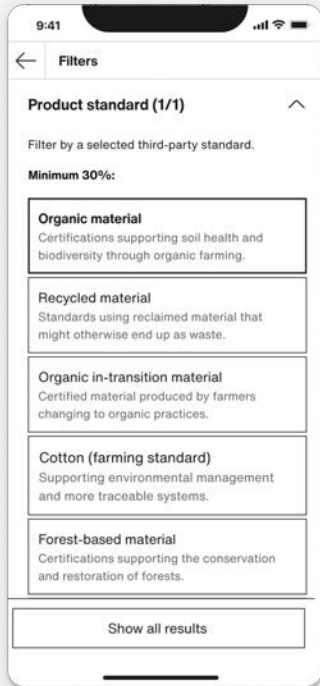 9:41
Filters
Product standard (1/1)
Filter by a selected third-party standard.
Minimum 30%:
Organic material
Certifications supporting soil health and
biodiversity through organic farming.
Recycled material
Standards using reclaimed material that
might otherwise end up as waste.
Organic in-transition material
Certified material produced by farmers
changing to organic practices.
Cotton (farming standard)
Supporting environmental management
and more traceable systems.
Forest-based material
Certifications supporting the conservation
and restoration of forests.
Show all results